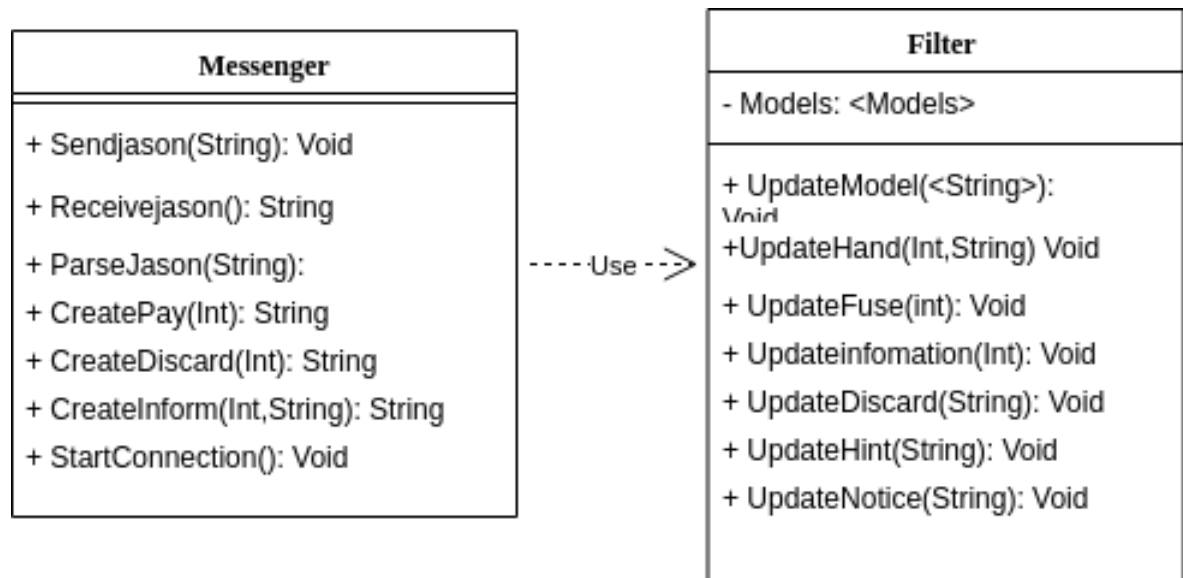 Messenger
+ Sendjason(String): Void
+ Receivejason(): String
+ ParseJason(String):
+ CreatePay(Int): String
+ CreateDiscard(Int): String
+ CreateInform(Int,String): String
+ StartConnection(): Void
Use
Filter
- Models: <Models>
+ UpdateModel(<String>):
Void
+UpdateHand(Int,String) Void
+ UpdateFuse(int): Void
+ Updateinfomation(Int): Void
+ UpdateDiscard(String): Void
+ UpdateHint(String): Void
+ UpdateNotice(String): Void